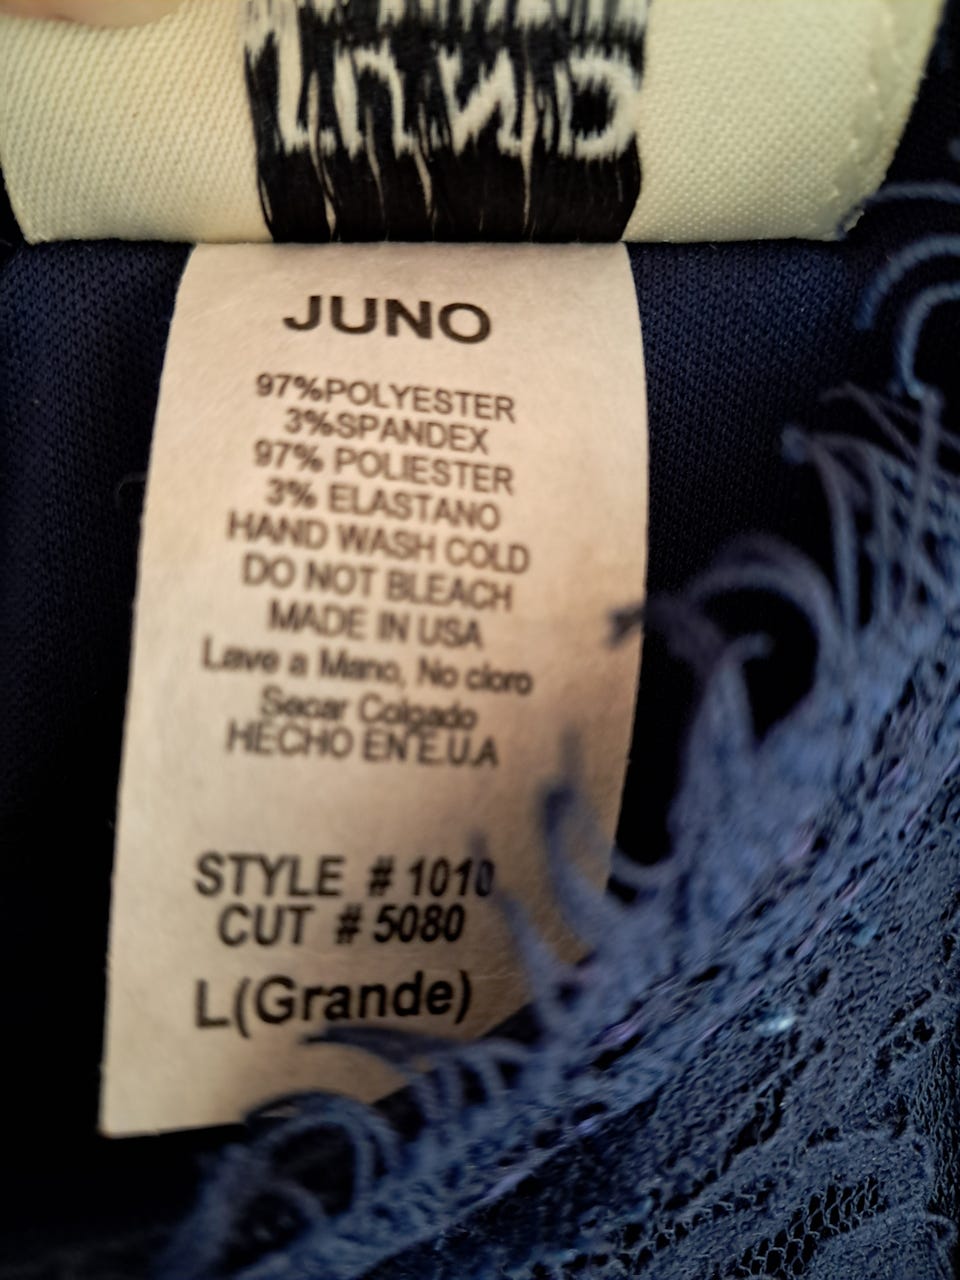 Juno
JUNO
97%POLYESTER
3%SPANDEX
97% POLIESTER
3% ELASTANO
HAND WASH COLD
DO NOT BLEACH
MADE IN USA
Lave a Mano, No cloro
Secar Colgado
HECHO EN E.U.A
STYLE # 1010
CUT # 5080
L(Grande)